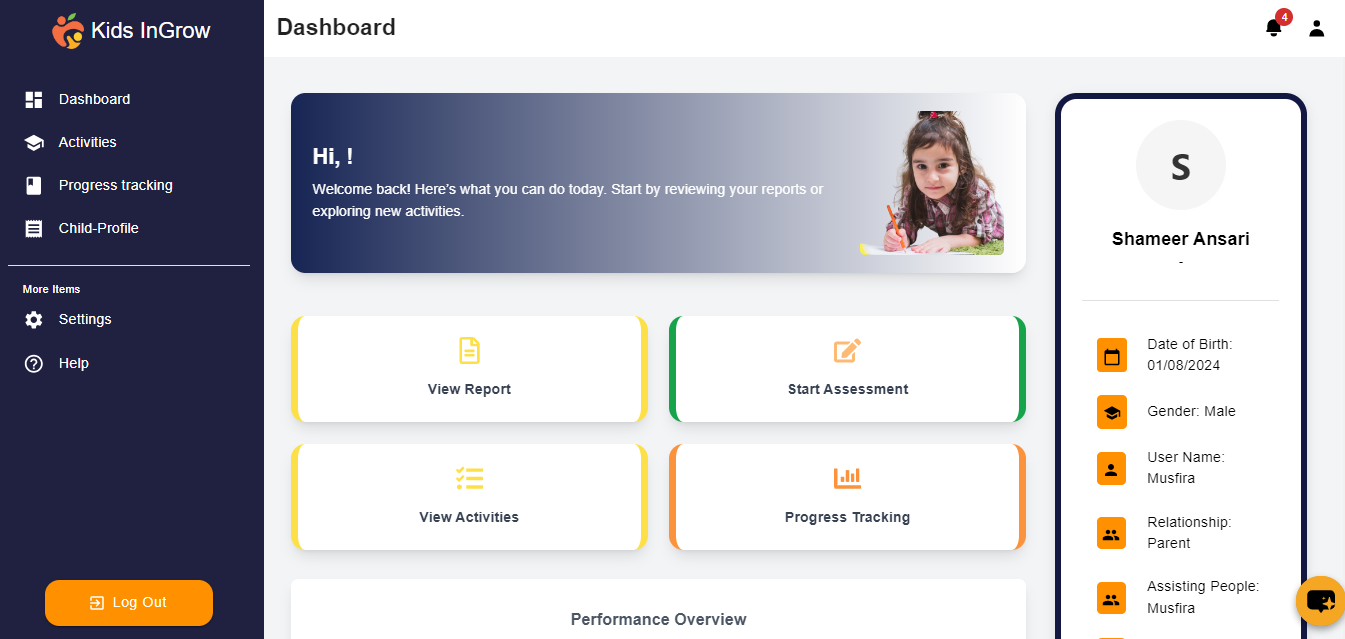 Kids InGrow
Dashboard
Activities
Progress tracking
Child-Profile
More Items
Settings
Help
Log Out
Dashboard
4
Hi, !
Welcome back! Here's what you can do today. Start by reviewing your reports or
exploring new activities.
View Report
Start Assessment
View Activities
Progress Tracking
Performance Overview
S
Shameer Ansari
-
Date of Birth:
01/08/2024
Gender: Male
User Name:
Musfira
Relationship:
Parent
Assisting People:
Musfira